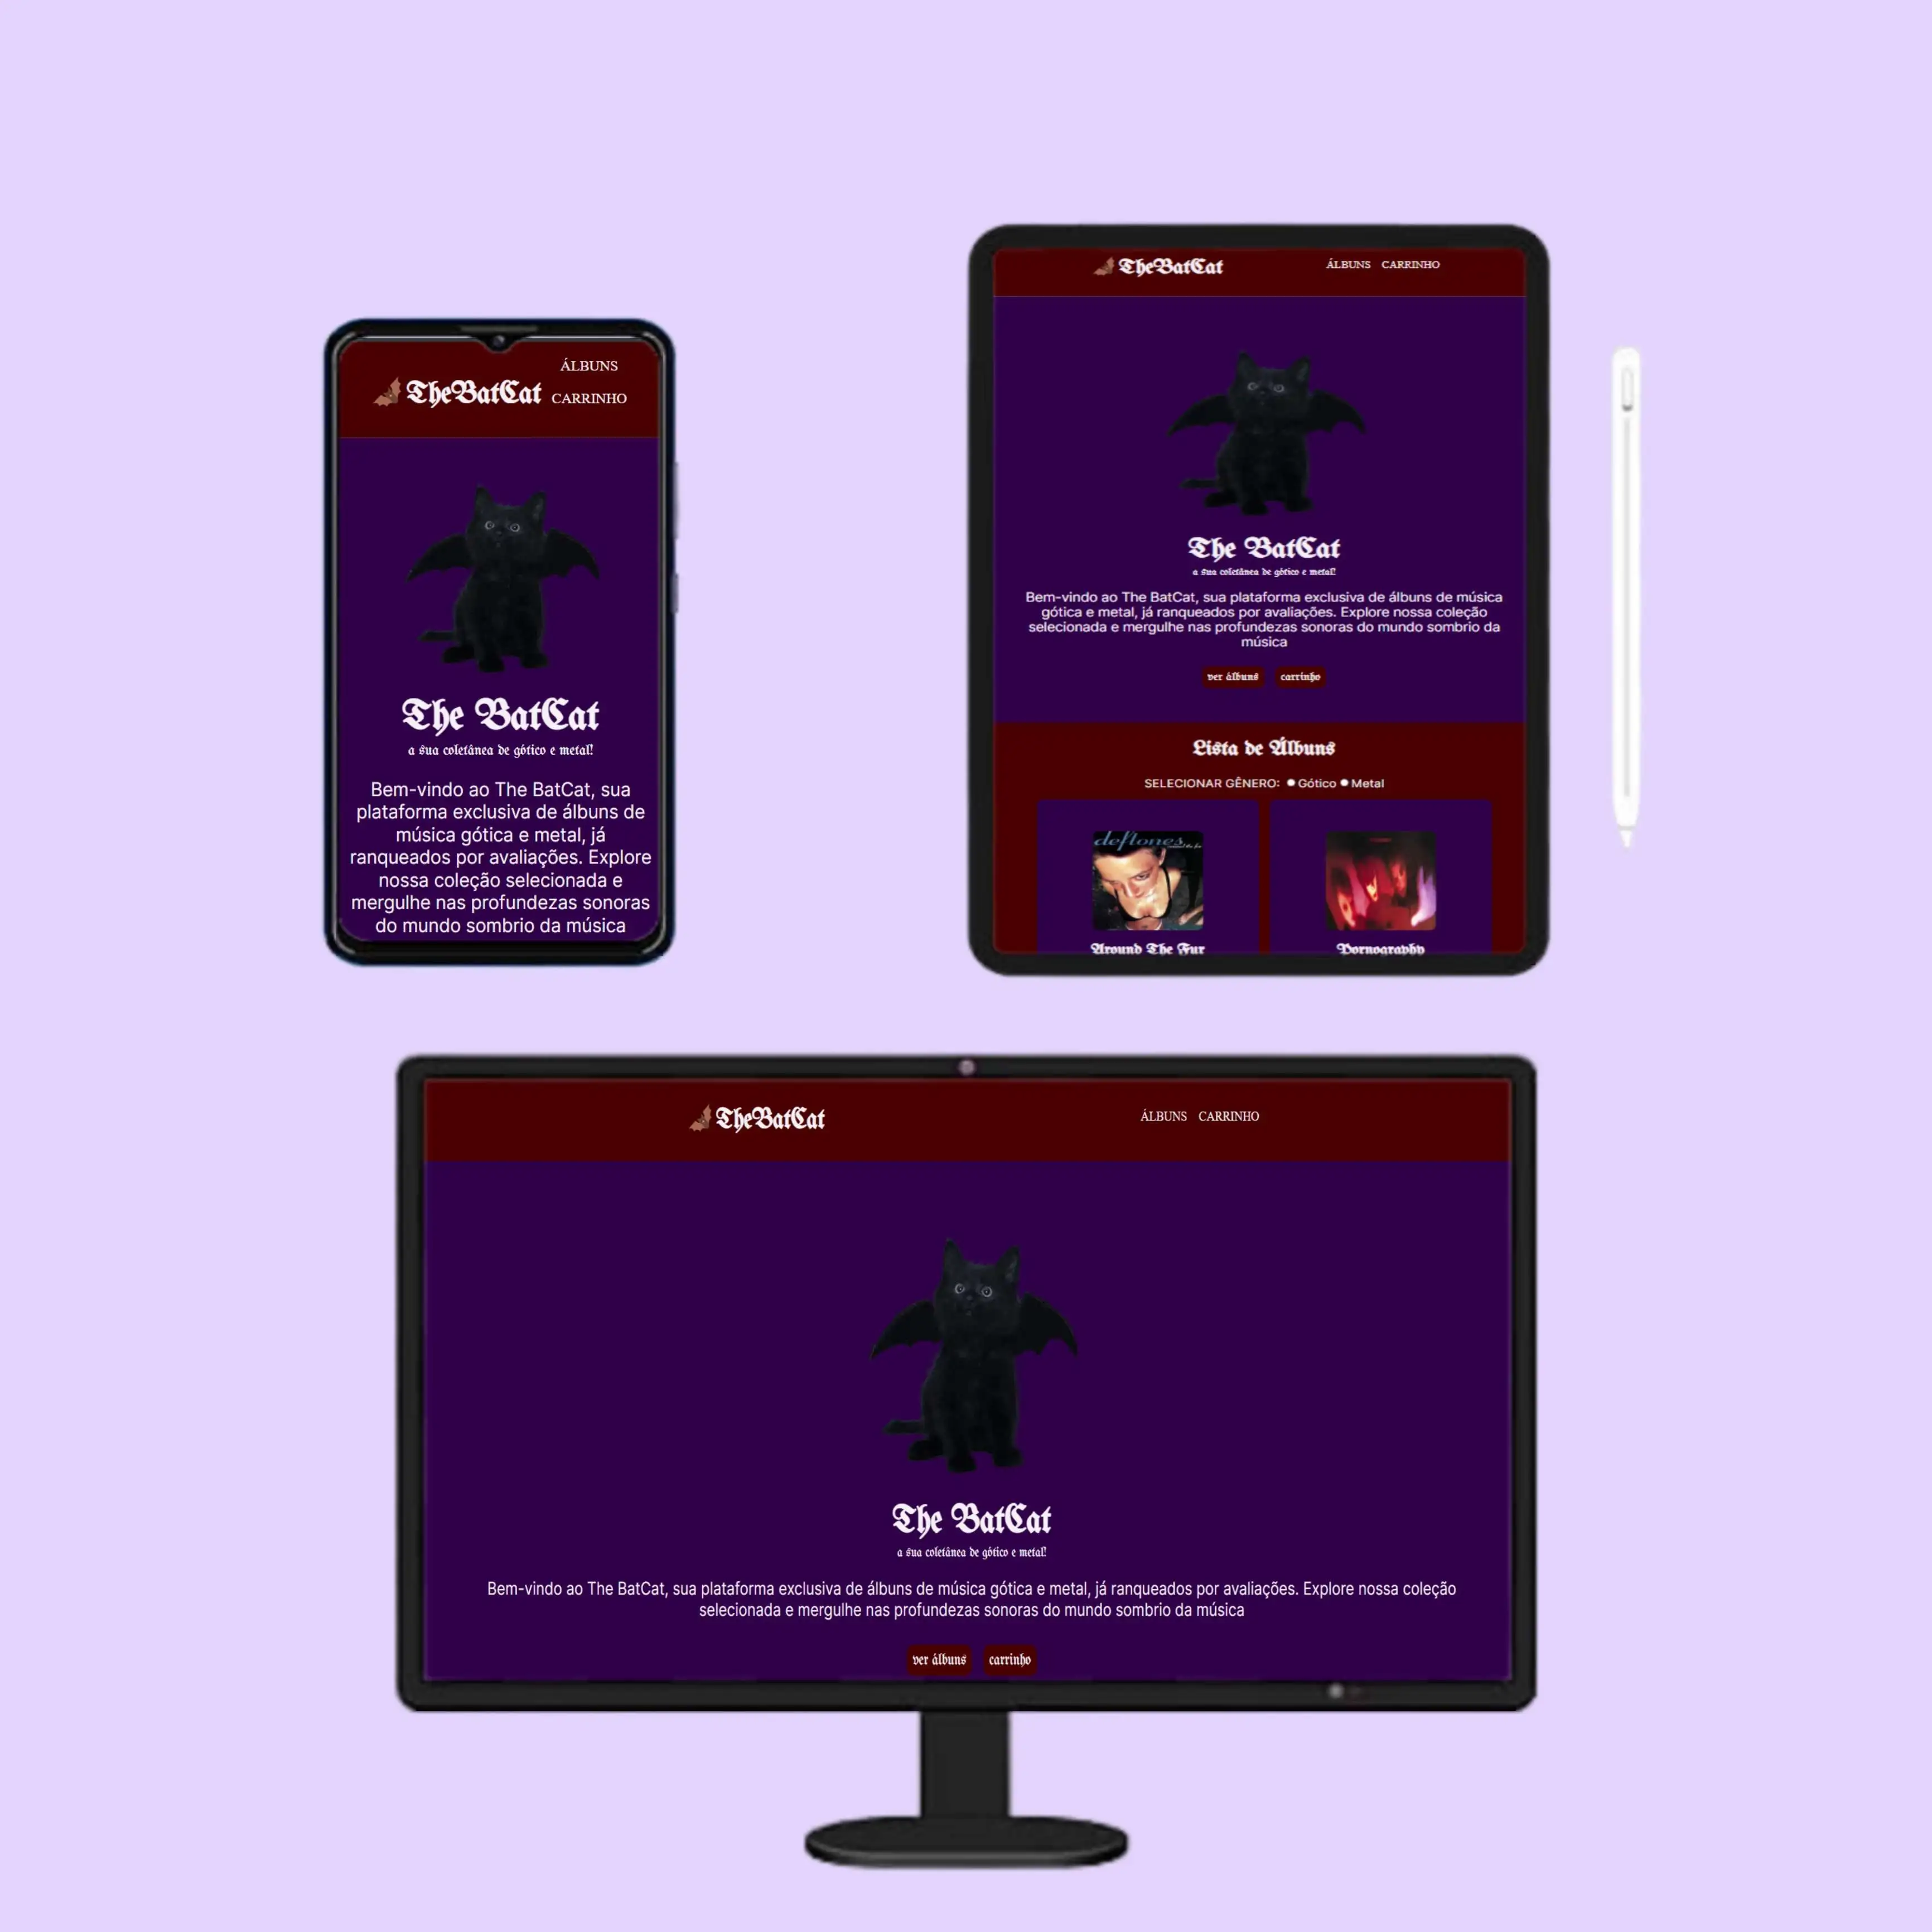 TheBatCat
ÁLBUNS
CARRINHO
The BatCat
a sua coletânea de gótico e metal!
Bem-vindo ao The BatCat, sua
plataforma exclusiva de álbuns de
música gótica e metal, já
ranqueados por avaliações. Explore
nossa coleção selecionada e
mergulhe nas profundezas sonoras
do mundo sombrio da música
TheBatCat ÁLBUNS CARRINHO
The BatCat
a sua coletânea de gótico e metal!
Bem-vindo ao The BatCat, sua plataforma exclusiva de álbuns de música
gótica e metal, já ranqueados por avaliações. Explore nossa coleção
selecionada e mergulhe nas profundezas sonoras do mundo sombrio da
música
ver álbuns carrinho
Lista de Álbuns
SELECIONAR GÊNERO: Gótico Metal
deftones
Around The Fur Pornography
TheBatCat ÁLBUNS CARRINHO
The BatCat
a sua coletânea de gótico e metal!
Bem-vindo ao The BatCat, sua plataforma exclusiva de álbuns de música gótica e metal, já ranqueados por avaliações. Explore nossa coleção
selecionada e mergulhe nas profundezas sonoras do mundo sombrio da música
ver álbuns carrinho